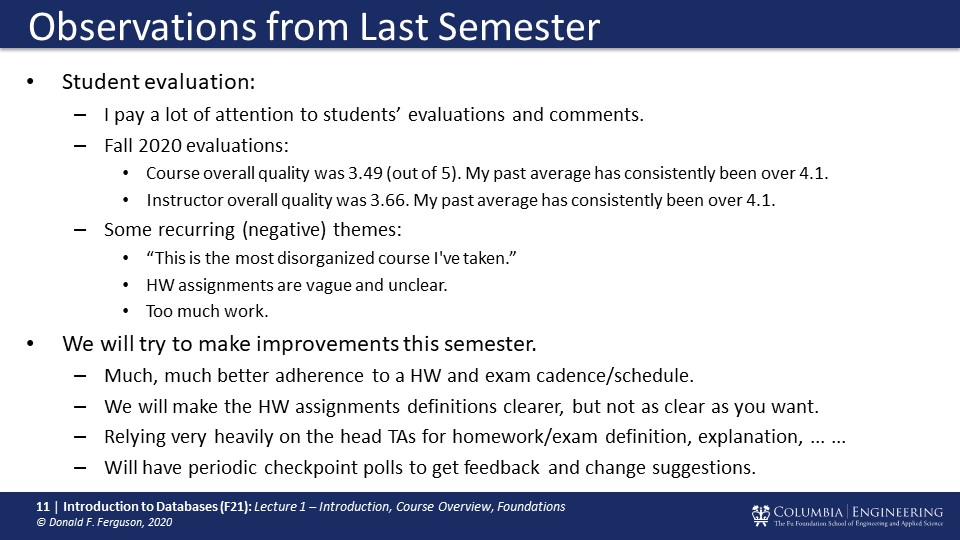 Observations from Last Semester
• Student evaluation:
– I pay a lot of attention to students’ evaluations and comments.
– Fall 2020 evaluations:
• Course overall quality was 3.49 (out of 5). My past average has consistently been over 4.1.
• Instructor overall quality was 3.66. My past average has consistently been over 4.1.
– Some recurring (negative) themes:
• “This is the most disorganized course I've taken.”
• HW assignments are vague and unclear.
• Too much work.
• We will try to make improvements this semester.
– Much, much better adherence to a HW and exam cadence/schedule.
– We will make the HW assignments definitions clearer, but not as clear as you want.
– Relying very heavily on the head TAs for homework/exam definition, explanation, ... ...
– Will have periodic checkpoint polls to get feedback and change suggestions.
11 | Introduction to Databases (F21): Lecture 1 – Introduction, Course Overview, Foundations
© Donald F. Ferguson, 2020
COLUMBIA | ENGINEERING
The Fu Foundation School of Engineering and Applied Science